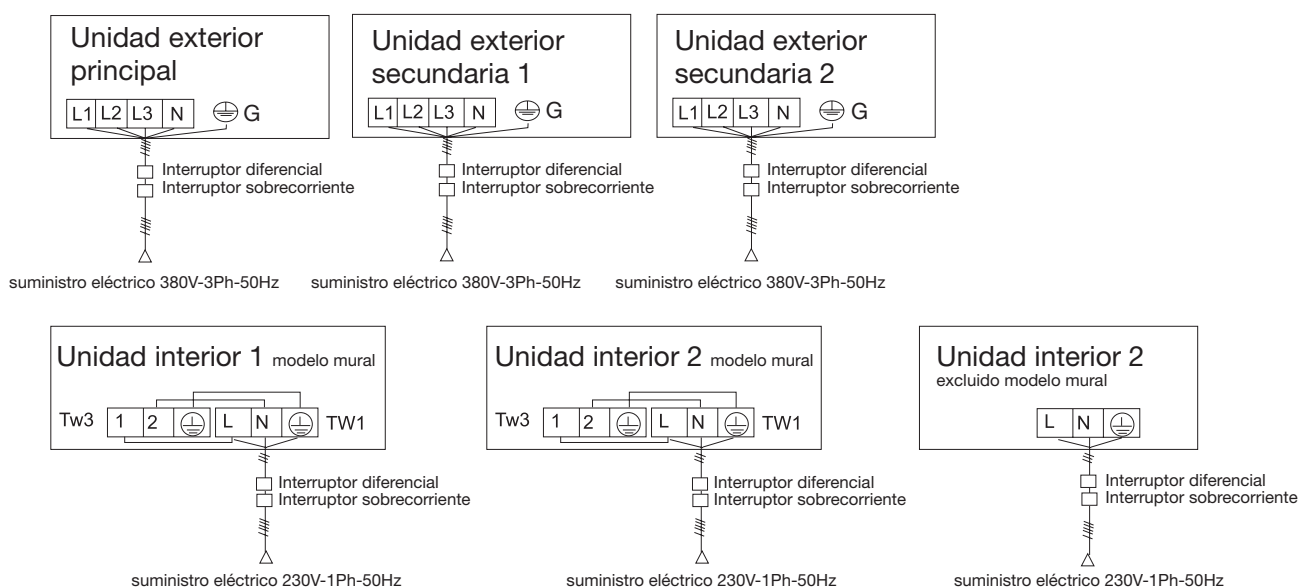 Unidad exterior
principal
L1 L2 L3 N G
Interruptor diferencial
Interruptor sobrecorriente
suministro eléctrico 380V-3Ph-50Hz
Unidad exterior
secundaria 1
L1 L2 L3 N G
Interruptor diferencial
Interruptor sobrecorriente
suministro eléctrico 380V-3Ph-50Hz
Unidad exterior
secundaria 2
L1 L2 L3 N G
Interruptor diferencial
Interruptor sobrecorriente
suministro eléctrico 380V-3Ph-50Hz
Unidad interior 1 modelo mural
Tw3 1 2 L N TW1
Interruptor diferencial
Interruptor sobrecorriente
suministro eléctrico 230V-1Ph-50Hz
Unidad interior 2 modelo mural
Tw3 1 2 L N TW1
Interruptor diferencial
Interruptor sobrecorriente
suministro eléctrico 230V-1Ph-50Hz
Unidad interior 2
excluido modelo mural
L N
Interruptor diferencial
Interruptor sobrecorriente
suministro eléctrico 230V-1Ph-50Hz